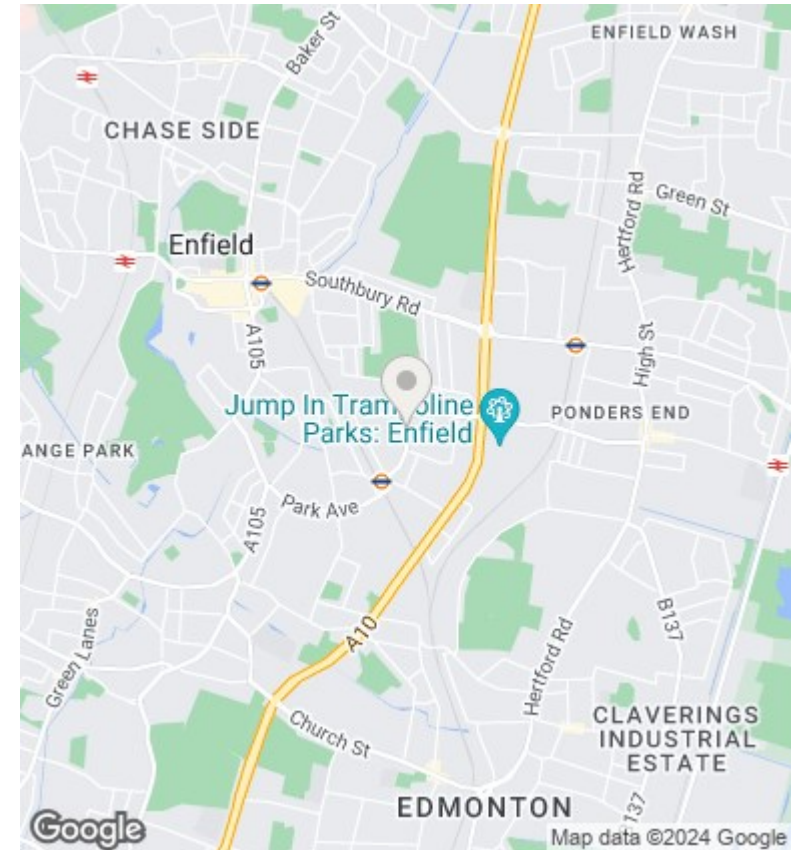 ENFIELD WASH
Baker St
CHASE SIDE
Green St
Hertford Rd
Enfield
Southbury Rd
A105
High St
Jump In Trampoline
Parks: Enfield
PONDERS END
ANGE PARK
Park Ave
A105
B137
A10
Green Lanes
Hertford Rd
Church St
CLAVERINGS
INDUSTRIAL
ESTATE
EDMONTON
137
Google
Map data ©2024 Google